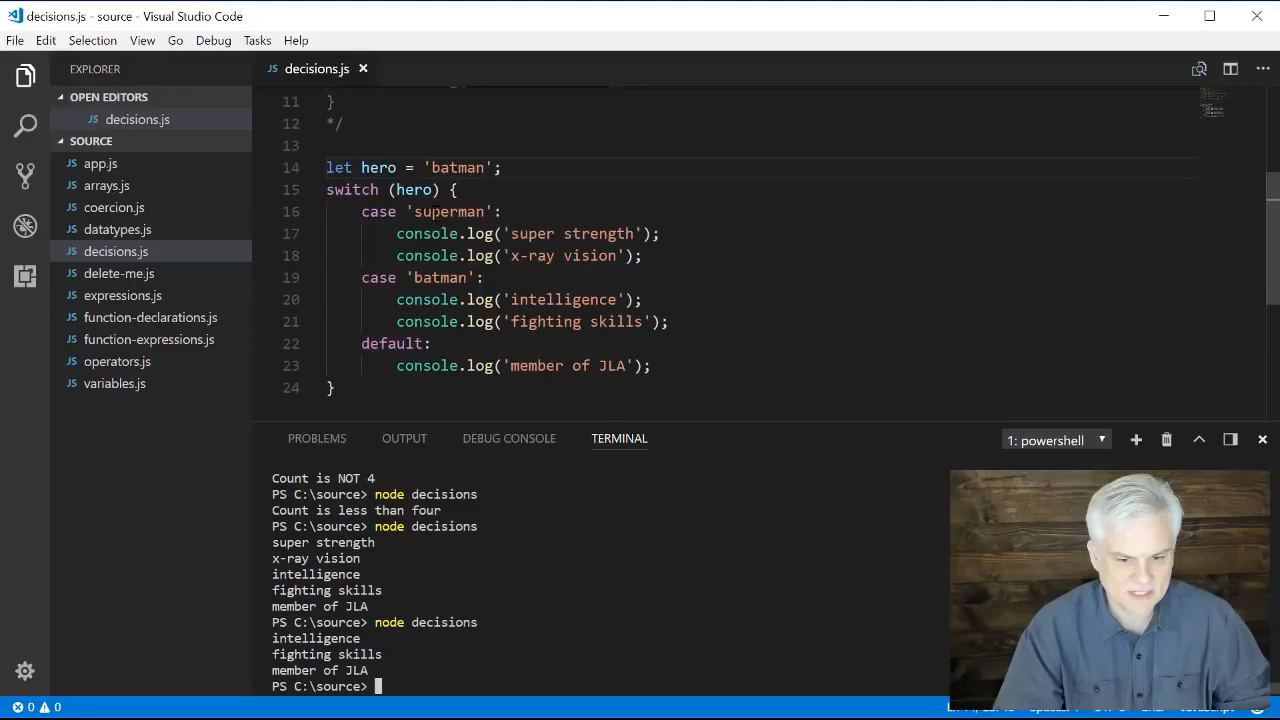 decisions.js - source - Visual Studio Code
File Edit Selection View Go Debug Tasks Help
EXPLORER
OPEN EDITORS
decisions.js
SOURCE
app.js
arrays.js
coercion.js
datatypes.js
decisions.js
delete-me.js
expressions.js
function-declarations.js
function-expressions.js
operators.js
variables.js
decisions.js
11 }
12 */
13
14 let hero = 'batman';
15 switch (hero) {
16 case 'superman':
17 console.log('super strength');
18 console.log('x-ray vision');
19 case 'batman':
20 console.log('intelligence');
21 console.log('fighting skills');
22 default:
23 console.log('member of JLA');
24 }
PROBLEMS OUTPUT DEBUG CONSOLE TERMINAL 1: powershell
Count is NOT 4
PS C:\source> node decisions
Count is less than four
PS C:\source> node decisions
super strength
x-ray vision
intelligence
fighting skills
member of JLA
PS C:\source> node decisions
intelligence
fighting skills
member of JLA
PS C:\source>
0 0